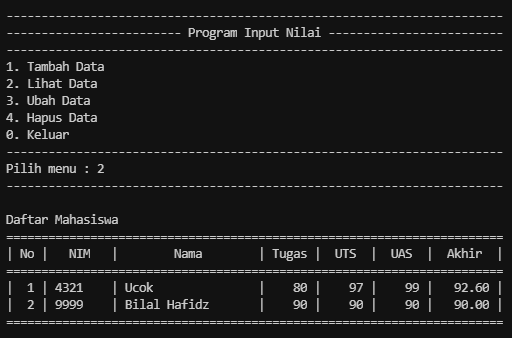 -----------------------------------------------------------------------
------------------------- Program Input Nilai -------------------------
-----------------------------------------------------------------------
1. Tambah Data
2. Lihat Data
3. Ubah Data
4. Hapus Data
0. Keluar
-----------------------------------------------------------------------
Pilih menu : 2
-----------------------------------------------------------------------

Daftar Mahasiswa
=======================================================================
| No |   NIM   |        Nama         | Tugas |  UTS  |  UAS  |  Akhir  |
=======================================================================
|  1 | 4321    | Ucok                |    80 |    97 |    99 |   92.60 |
|  2 | 9999    | Bilal Hafidz        |    90 |    90 |    90 |   90.00 |
=======================================================================